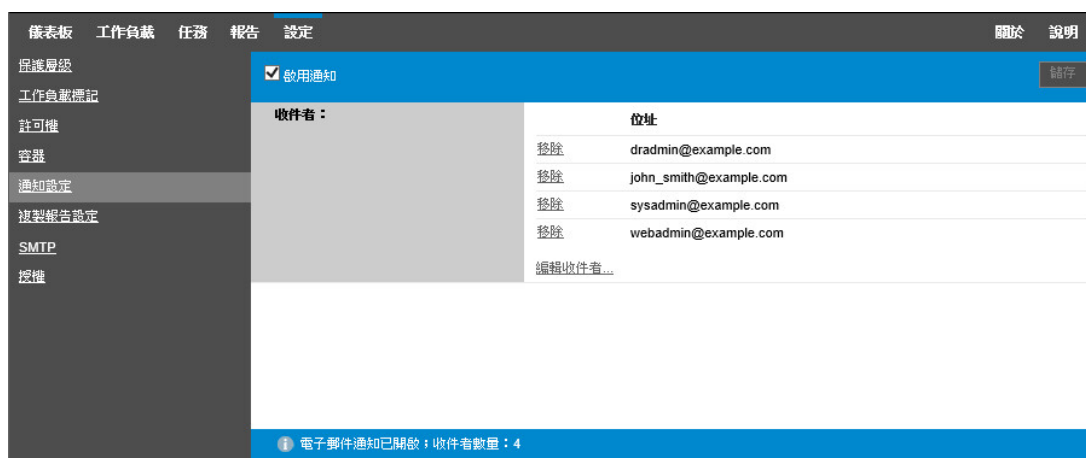 儀表板 工作負載 任務 報告 設定 關於 說明
保護層級
工作負載標記
許可權
容器
通知設定
複製報告設定
SMTP
授權
啟用通知 儲存
收件者：
位址
移除 dradmin@example.com
移除 john_smith@example.com
移除 sysadmin@example.com
移除 webadmin@example.com
編輯收件者...
電子郵件通知已開啟；收件者數量：4